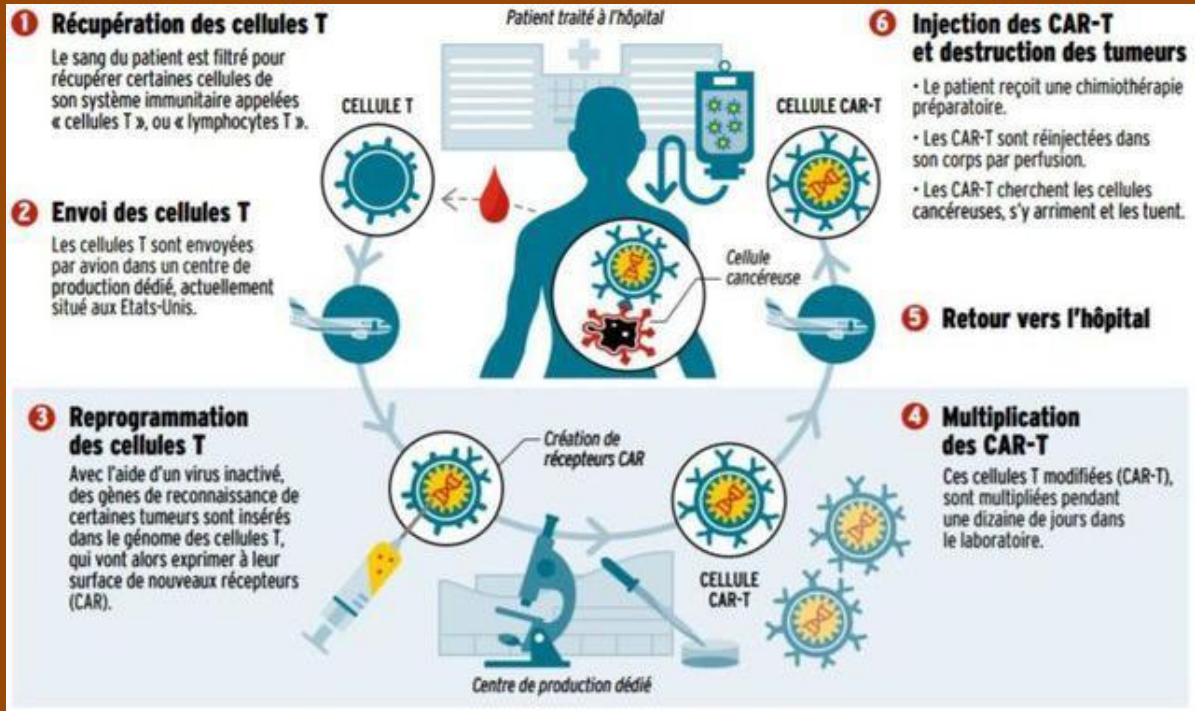 Patient traité à l'hôpital
1 Récupération des cellules T
Le sang du patient est filtré pour
récupérer certaines cellules de
son système immunitaire appelées
« cellules T », ou « lymphocytes T ».
CELLULE T
2 Envoi des cellules T
Les cellules T sont envoyées
par avion dans un centre de
production dédié, actuellement
situé aux Etats-Unis.
3 Reprogrammation
des cellules T
Avec l'aide d'un virus inactivé,
des gènes de reconnaissance de
certaines tumeurs sont insérés
dans le génome des cellules T,
qui vont alors exprimer à leur
surface de nouveaux récepteurs
(CAR).
Création de
récepteurs CAR
Centre de production dédié
CELLULE
CAR-T
4 Multiplication
des CAR-T
Ces cellules T modifiées (CAR-T),
sont multipliées pendant
une dizaine de jours dans
le laboratoire.
5 Retour vers l'hôpital
CELLULE CAR-T
Cellule
cancéreuse
6 Injection des CAR-T
et destruction des tumeurs
• Le patient reçoit une chimiothérapie
préparatoire.
• Les CAR-T sont réinjectées dans
son corps par perfusion.
• Les CAR-T cherchent les cellules
cancéreuses, s'y arriment et les tuent.